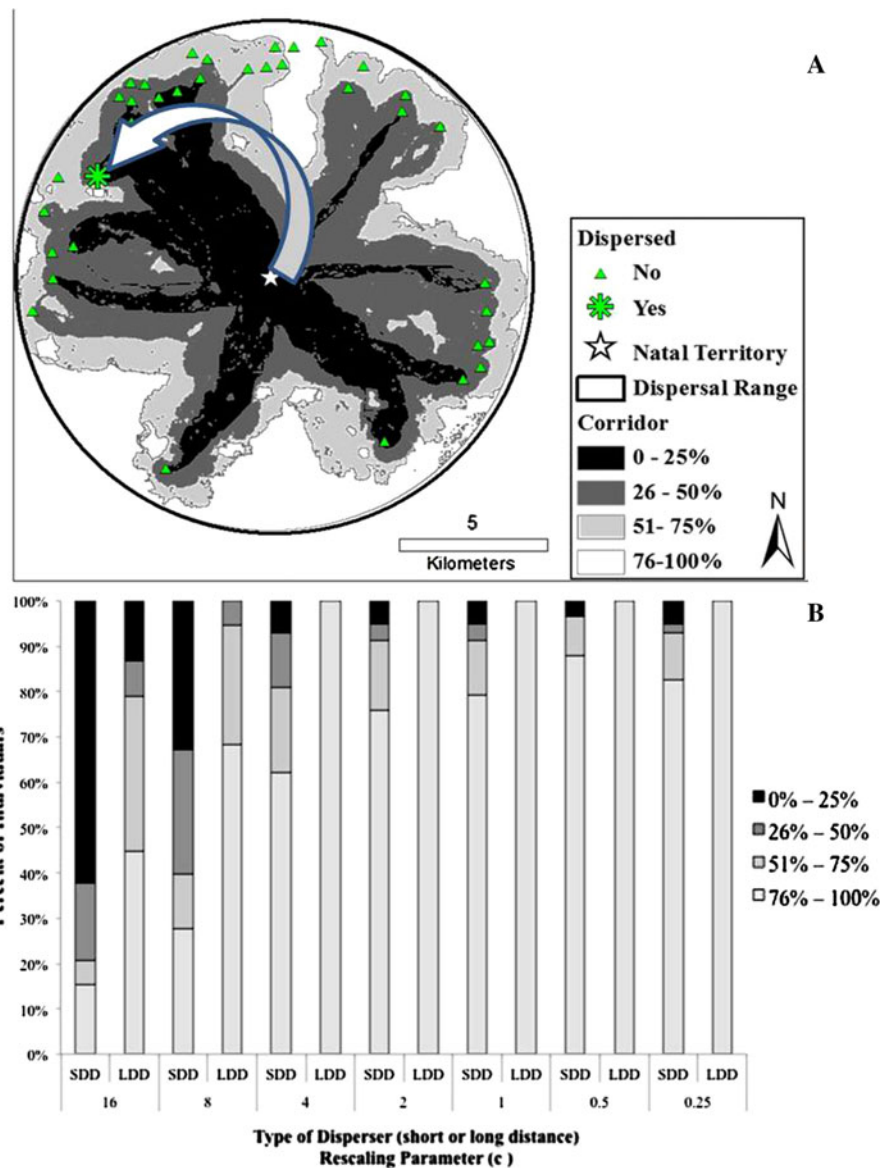 A
Dispersed
No
Yes
Natal Territory
Dispersal Range
Corridor
0 - 25%
26 - 50%
51- 75%
76-100%
N
5
Kilometers
B
100%
90%
80%
70%
60%
50%
40%
30%
20%
10%
0%
0% – 25%
26% – 50%
51% – 75%
76% – 100%
SDD LDD SDD LDD SDD LDD SDD LDD SDD LDD SDD LDD SDD LDD
16 8 4 2 1 0.5 0.25
Type of Disperser (short or long distance)
Rescaling Parameter (c )